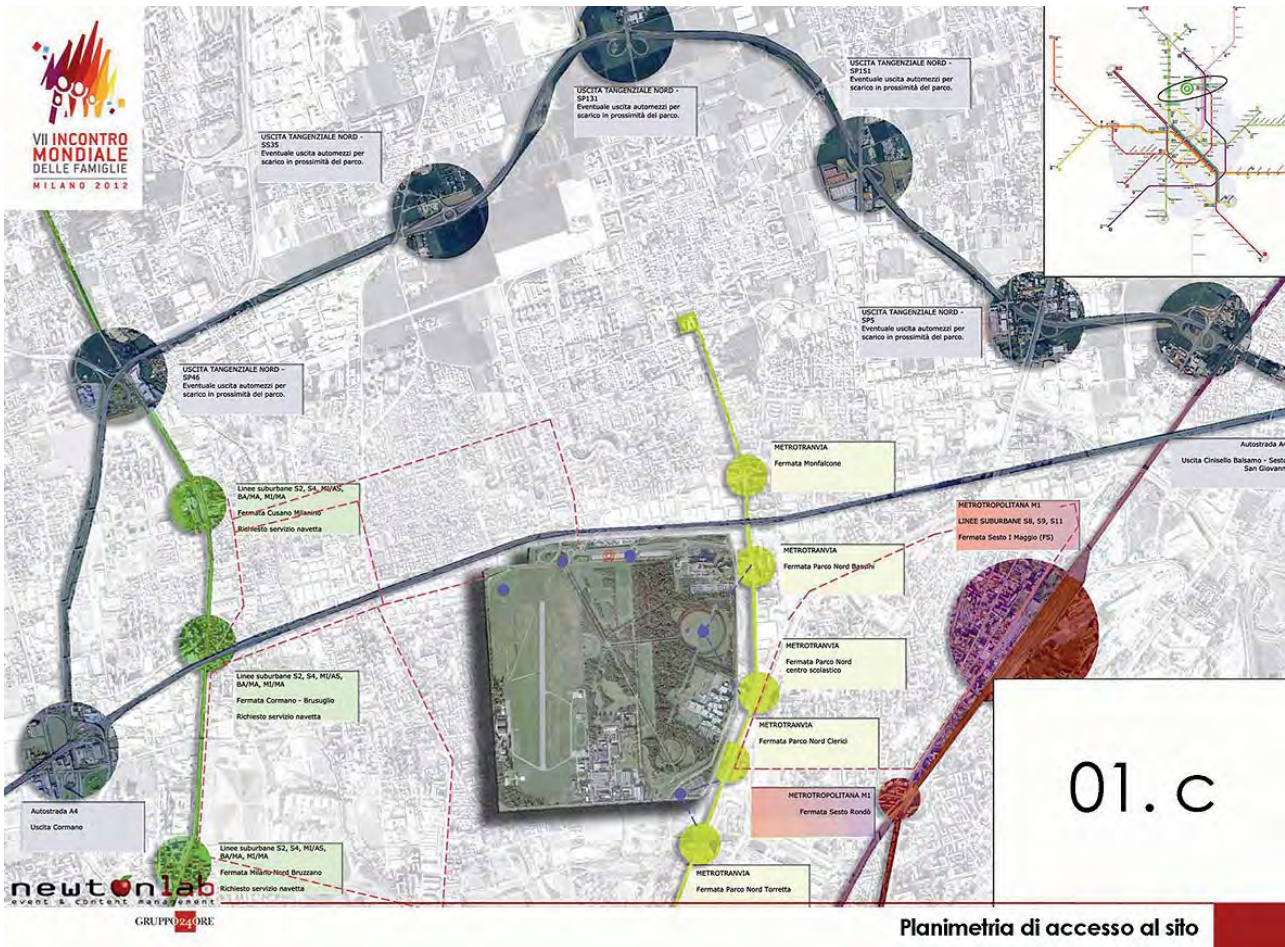 VII INCONTRO
MONDIALE
DELLE FAMIGLIE
MILANO 2012
USCITA TANGENZIALE NORD -
SS35
Eventuale uscita automezzi per
scarico in prossimità del parco.
USCITA TANGENZIALE NORD -
SP131
Eventuale uscita automezzi per
scarico in prossimità del parco.
USCITA TANGENZIALE NORD -
SP151
Eventuale uscita automezzi per
scarico in prossimità del parco.
USCITA TANGENZIALE NORD -
SP5
Eventuale uscita automezzi per
scarico in prossimità del parco.
USCITA TANGENZIALE NORD -
SP46
Eventuale uscita automezzi per
scarico in prossimità del parco.
Autostrada A4
Uscita Cinisello Balsamo - Sesto
San Giovanni
METROTRANVIA
Fermata Monfalcone
Linee suburbane S2, S4, MI/AS,
BA/MA, MI/MA
Fermata Cusano Milanino
Richiesto servizio navetta
METROTROPOLITANA M1
LINEE SUBURBANE S8, S9, S11
Fermata Sesto I Maggio (FS)
METROTRANVIA
Fermata Parco Nord Bassini
METROTRANVIA
Fermata Parco Nord
centro scolastico
Linee suburbane S2, S4, MI/AS,
BA/MA, MI/MA
Fermata Cormano - Brusuglio
Richiesto servizio navetta
METROTRANVIA
Fermata Parco Nord Clerici
METROTROPOLITANA M1
Fermata Sesto Rondò
01. c
Autostrada A4
Uscita Cormano
Linee suburbane S2, S4, MI/AS,
BA/MA, MI/MA
Fermata Milano Nord Bruzzano
Richiesto servizio navetta
METROTRANVIA
Fermata Parco Nord Torretta
newtonlab
event & content management
GRUPPO24ORE
Planimetria di accesso al sito